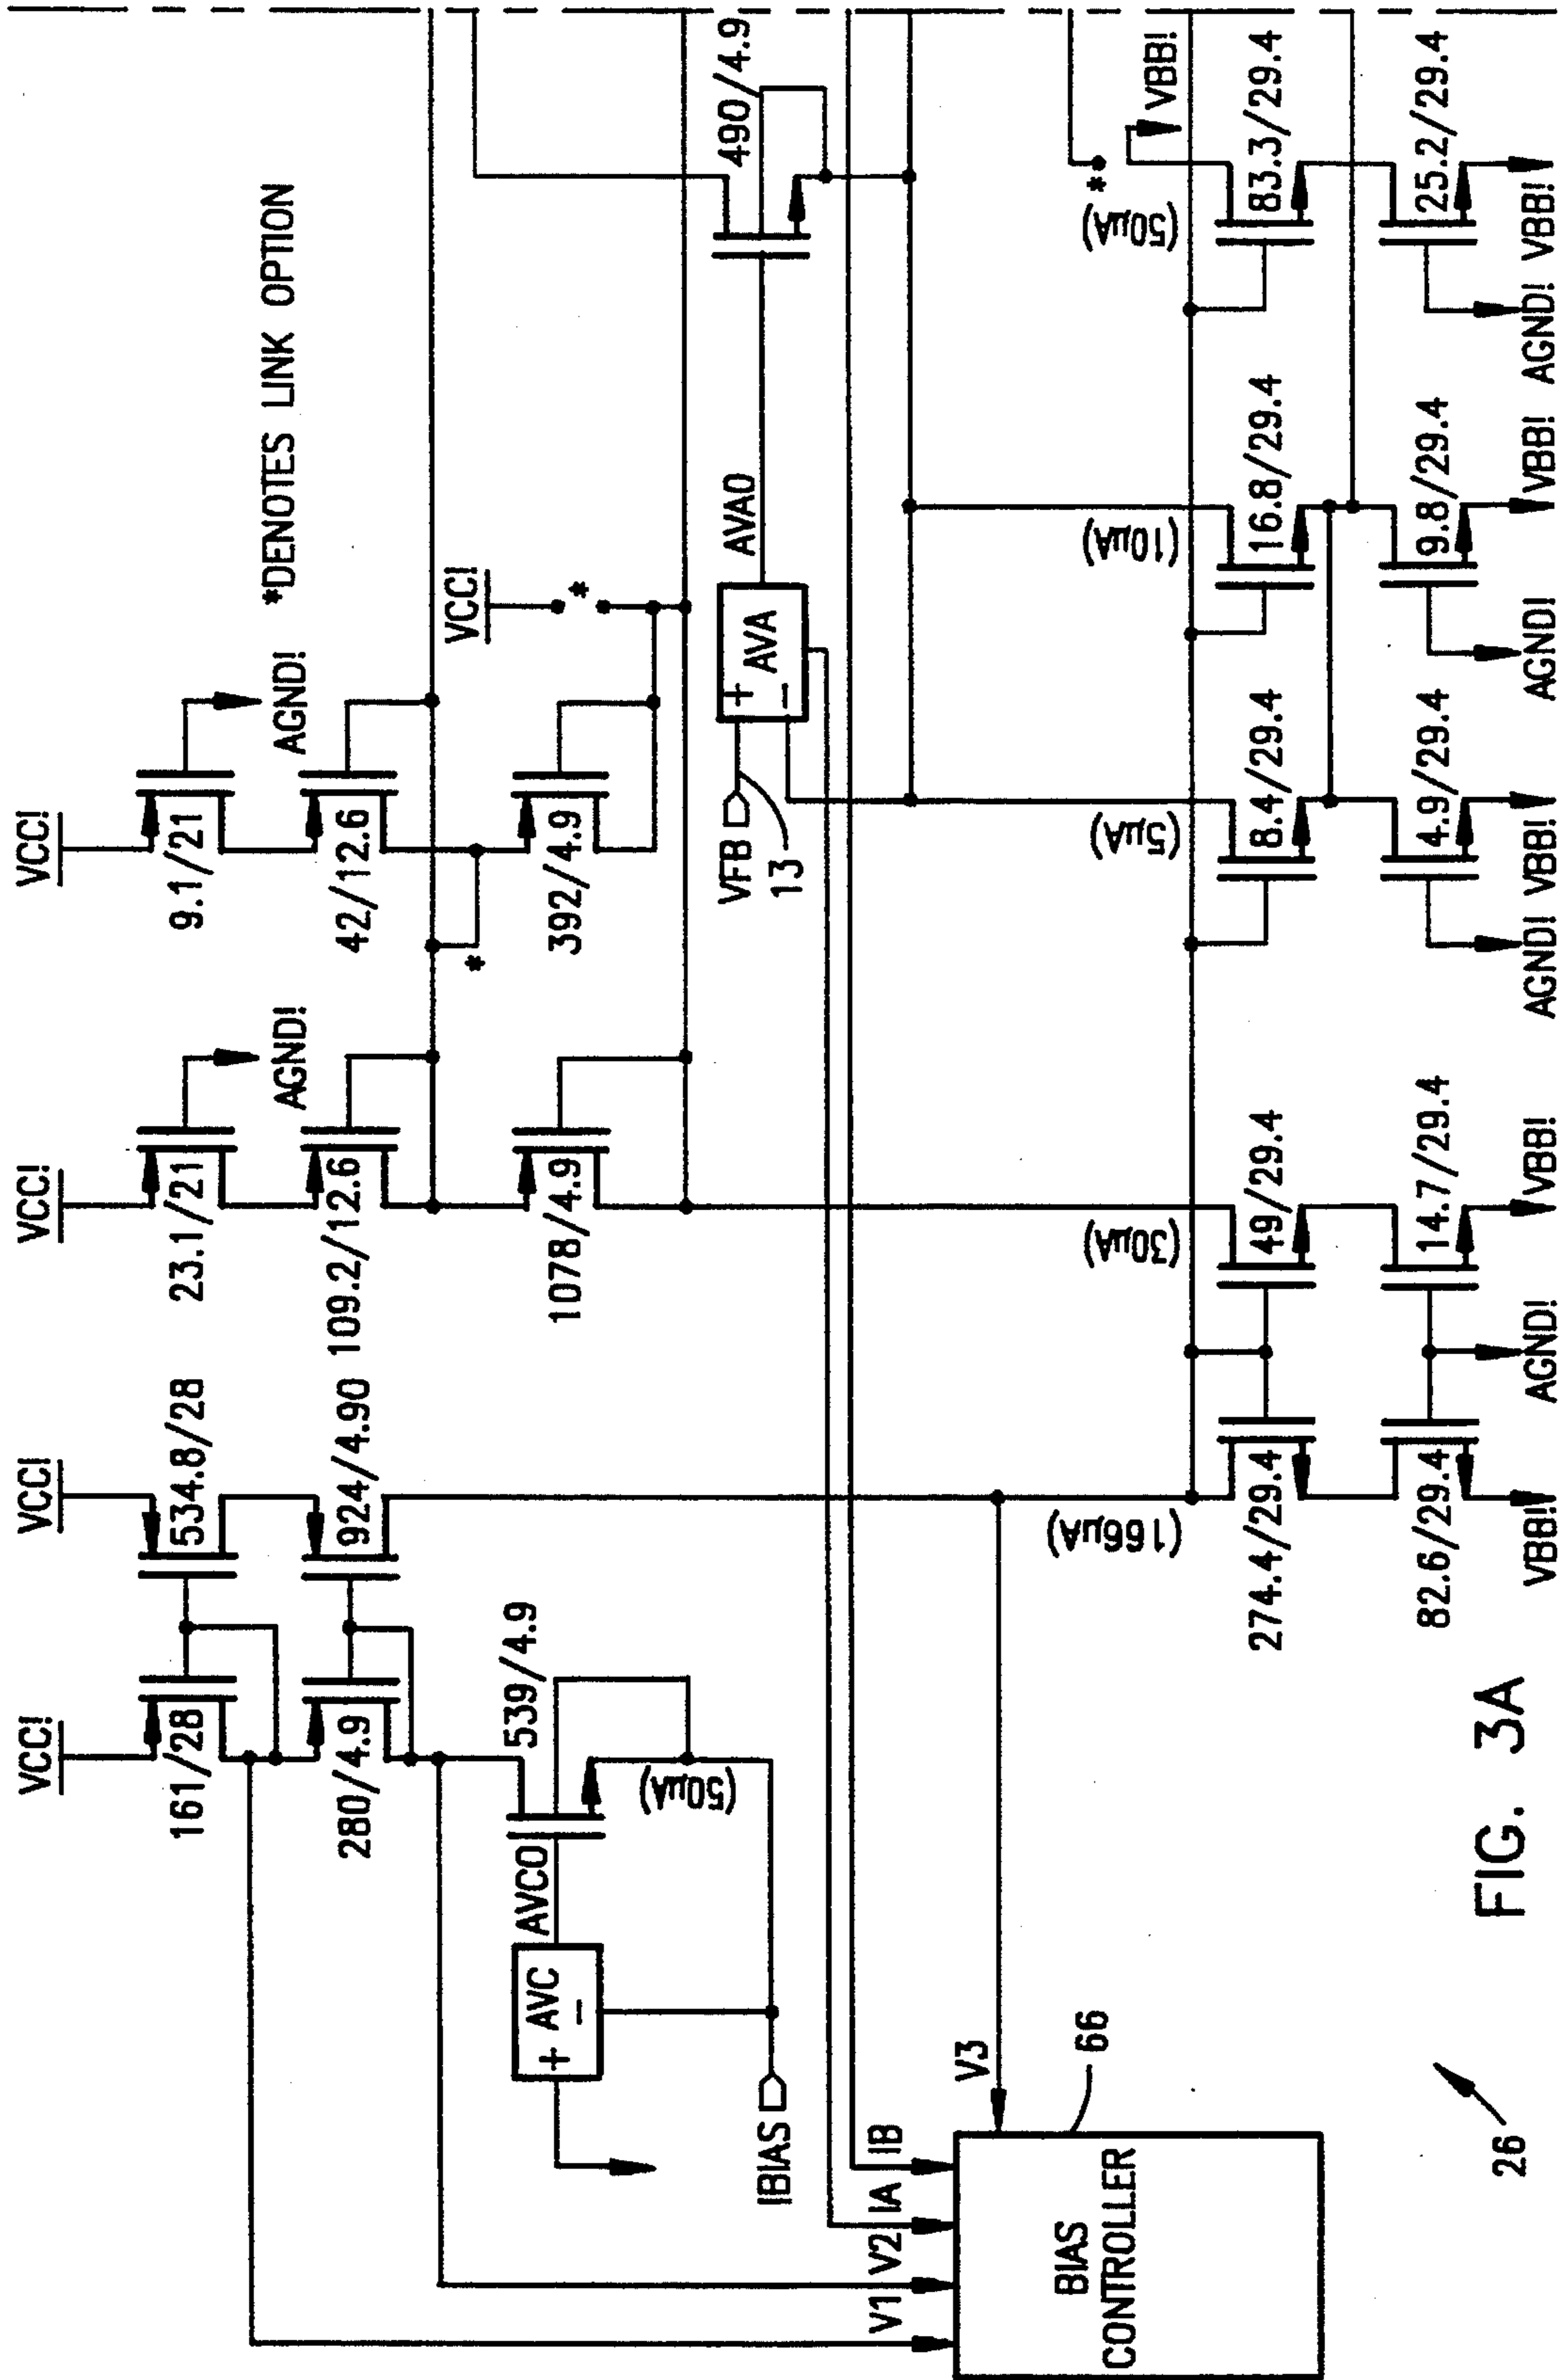 VCC! VCC! VCC! VCC!
161/28 534.8/28 23.1/21 9.1/21
AGND! AGND! *DENOTES LINK OPTION
280/4.9 924/4.90 109.2/12.6 42/12.6
VCC!
* *
539/4.9 1078/4.9 392/4.9
AVC0
+ AVC -
(50µA)
VFB
13
+ AVA -
AVA0
490/4.9
IBIAS
V1 V2 IA IB
V3
BIAS
CONTROLLER
66
(166µA) (30µA) (5µA) (10µA) (50µA)
*
VBB!
274.4/29.4 49/29.4 8.4/29.4 16.8/29.4 83.3/29.4
82.6/29.4 14.7/29.4 4.9/29.4 9.8/29.4 25.2/29.4
VBB! AGND! VBB! AGND! VBB! AGND! VBB! AGND! VBB!
26
FIG. 3A